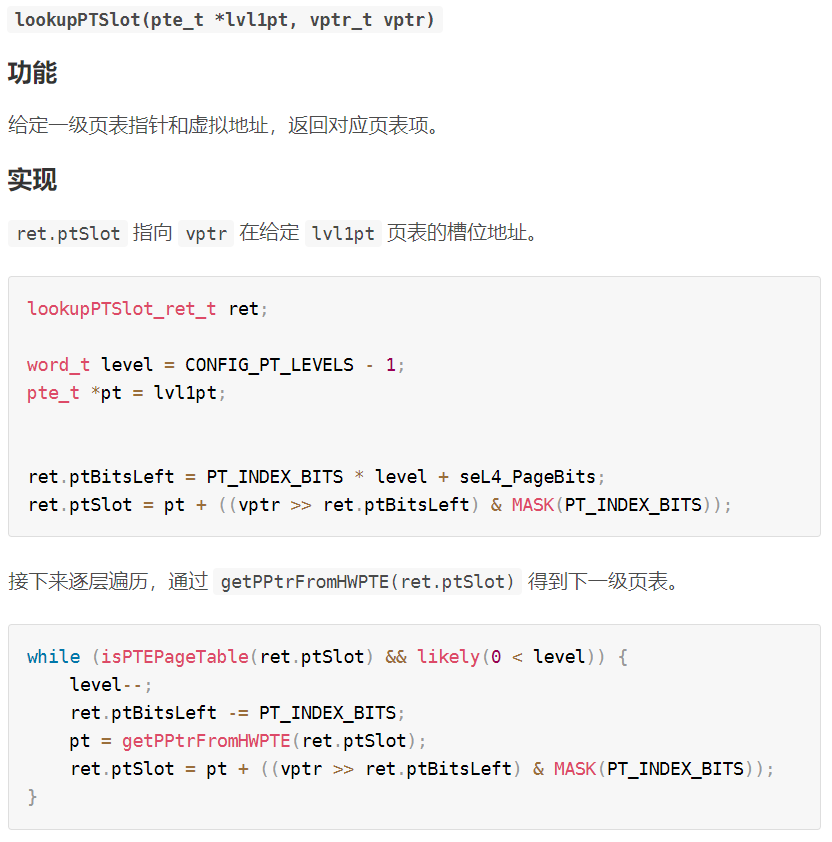 lookupPTSlot(pte_t *lvl1pt, vptr_t vptr)
功能
给定一级页表指针和虚拟地址，返回对应页表项。
实现
ret.ptSlot 指向 vptr 在给定 lvl1pt 页表的槽位地址。
lookupPTSlot_ret_t ret;
word_t level = CONFIG_PT_LEVELS - 1;
pte_t *pt = lvl1pt;
ret.ptBitsLeft = PT_INDEX_BITS * level + seL4_PageBits;
ret.ptSlot = pt + ((vptr >> ret.ptBitsLeft) & MASK(PT_INDEX_BITS));
接下来逐层遍历，通过 getPPtrFromHWPTE(ret.ptSlot) 得到下一级页表。
while (isPTEPageTable(ret.ptSlot) && likely(0 < level)) {
    level--;
    ret.ptBitsLeft -= PT_INDEX_BITS;
    pt = getPPtrFromHWPTE(ret.ptSlot);
    ret.ptSlot = pt + ((vptr >> ret.ptBitsLeft) & MASK(PT_INDEX_BITS));
}